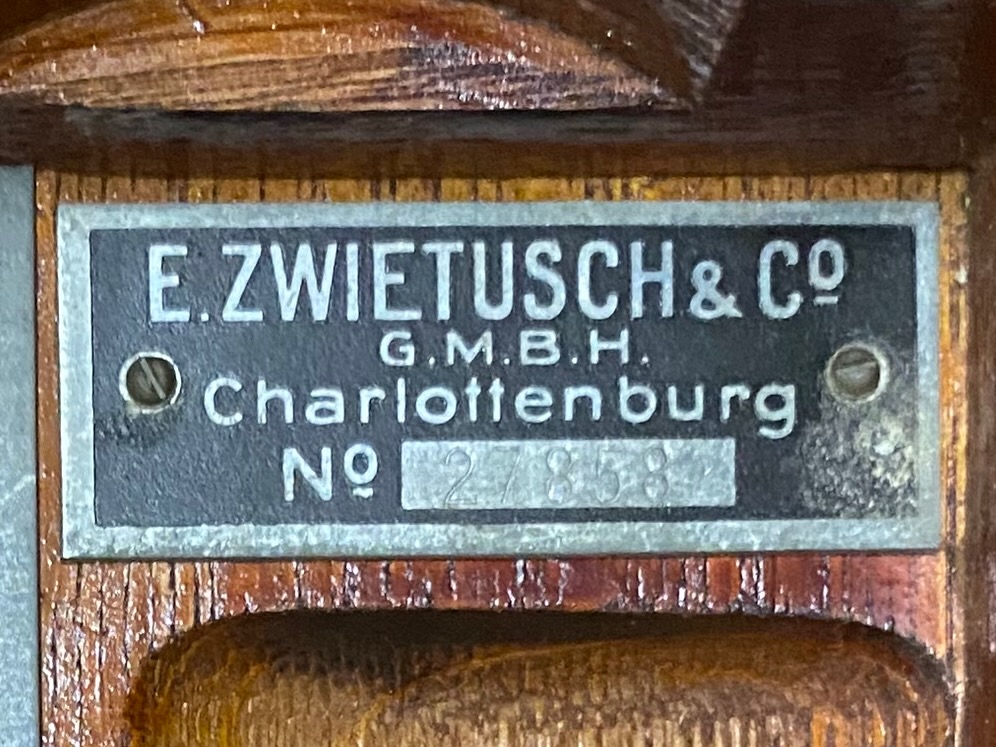 E. ZWIETUSCH & Cº
G.M.B.H.
Charlottenburg
Nº 27858